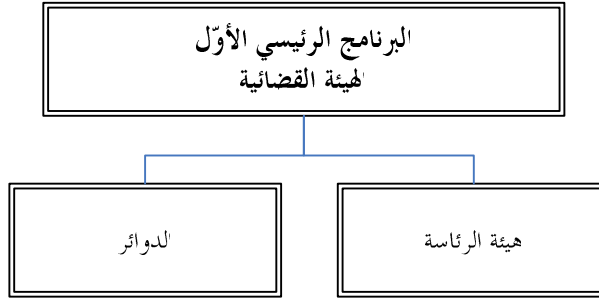 البرنامج الرئيسي الأوّل
الهيئة القضائية
هيئة الرئاسة
الدوائر